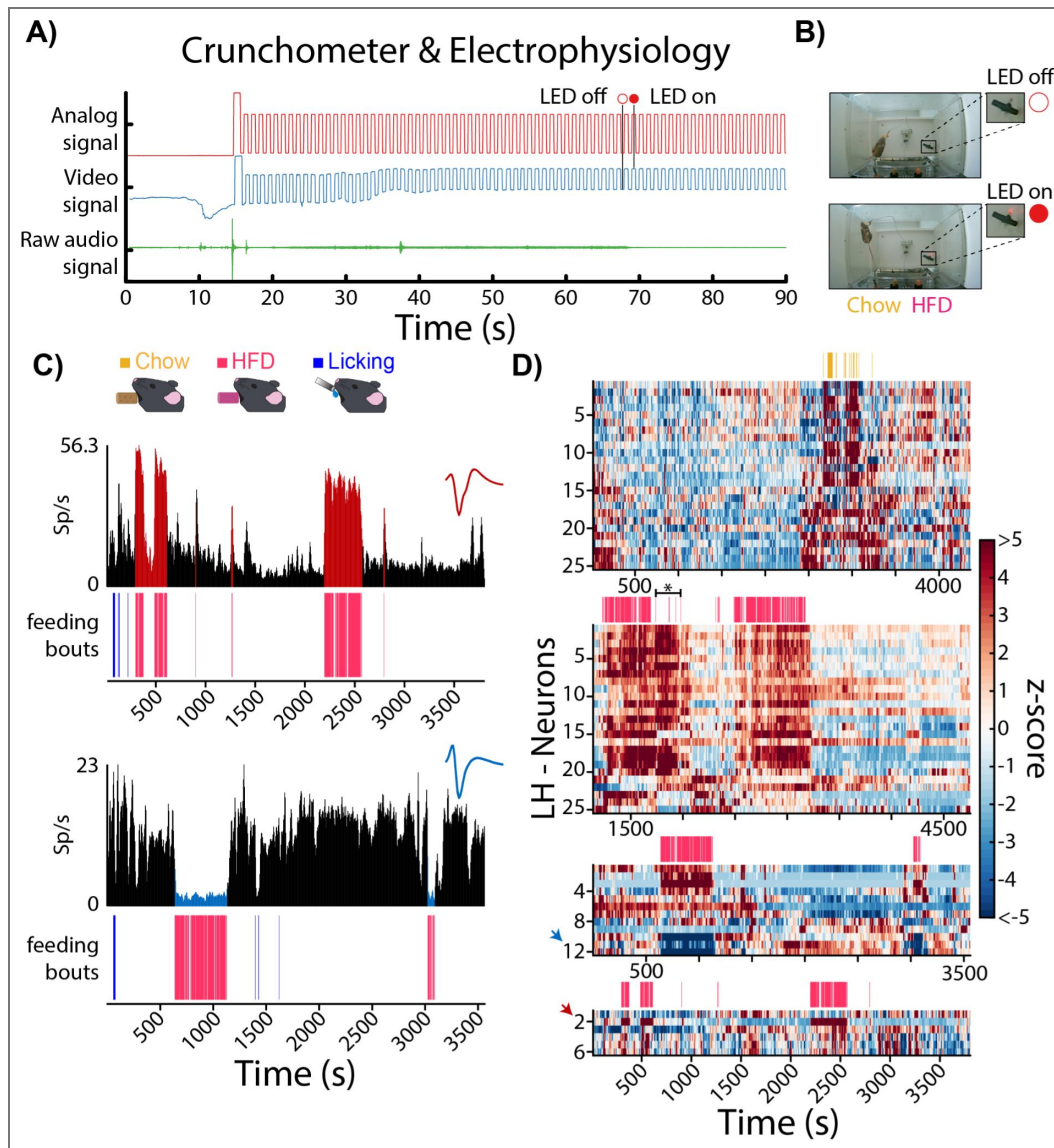 A)
Crunchometer & Electrophysiology
LED off
LED on
Analog
signal
Video
signal
Raw audio
signal
0 10 20 30 40 50 60 70 80 90
Time (s)
B)
LED off
LED on
Chow HFD
C)
Chow
HFD
Licking
56.3
Sp/s
0
feeding
bouts
500 1000 1500 2000 2500 3000 3500
23
Sp/s
0
feeding
bouts
500 1000 1500 2000 2500 3000 3500
Time (s)
D)
5
10
15
20
25
500 4000
*
5
10
15
20
25
1500 4500
4
8
12
500 3500
2
6
500 1000 1500 2000 2500 3000 3500
Time (s)
LH - Neurons
>5
4
3
2
1
0
-1
-2
-3
-4
<-5
z-score